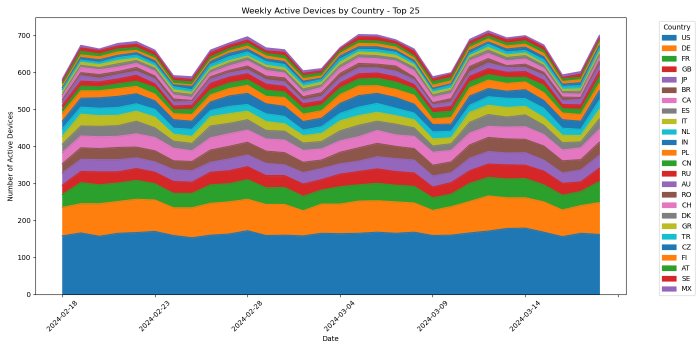 Weekly Active Devices by Country - Top 25
Number of Active Devices
700
600
500
400
300
200
100
0
2024-02-18
2024-02-23
2024-02-28
2024-03-04
2024-03-09
2024-03-14
Date
Country
US
DE
FR
GB
JP
BR
CA
ES
IT
NL
IN
PL
CN
RU
AU
RO
CH
DK
GR
TR
CZ
FI
AT
SE
MX